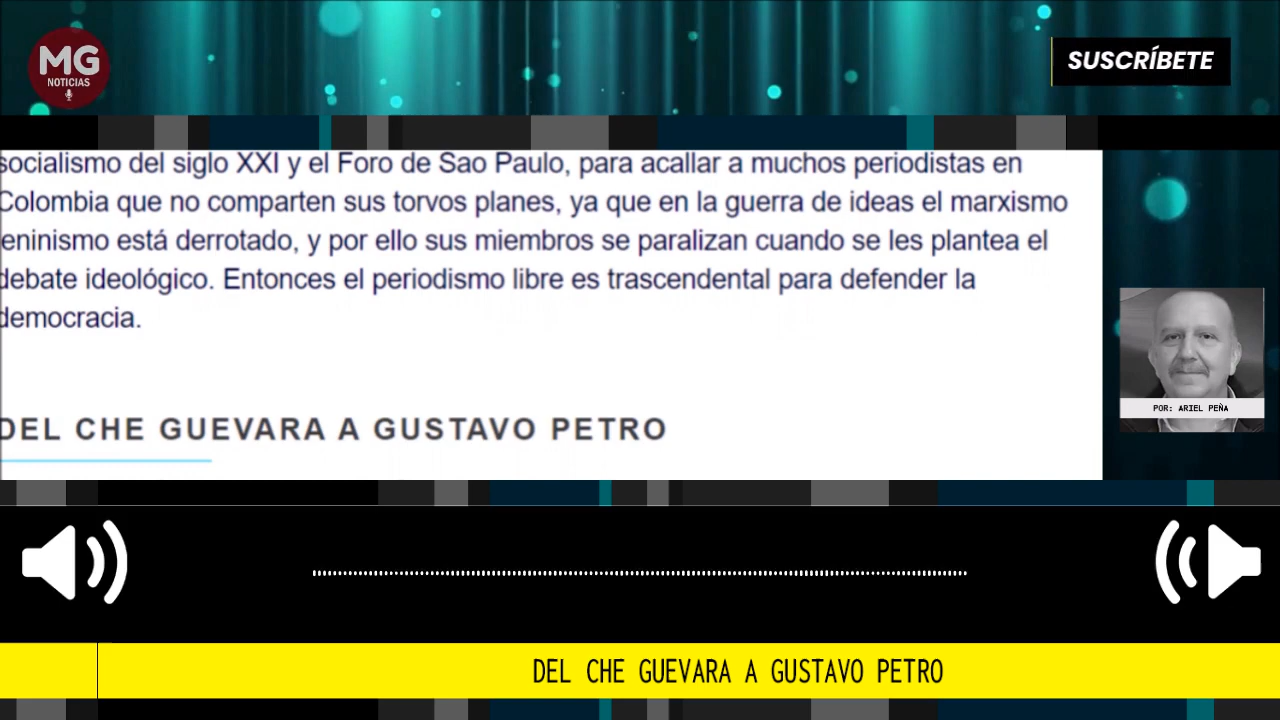 MG
NOTICIAS
SUSCRÍBETE
socialismo del siglo XXI y el Foro de Sao Paulo, para acallar a muchos periodistas en
Colombia que no comparten sus torvos planes, ya que en la guerra de ideas el marxismo
leninismo está derrotado, y por ello sus miembros se paralizan cuando se les plantea el
debate ideológico. Entonces el periodismo libre es trascendental para defender la
democracia.
DEL CHE GUEVARA A GUSTAVO PETRO
POR: ARIEL PEÑA
DEL CHE GUEVARA A GUSTAVO PETRO